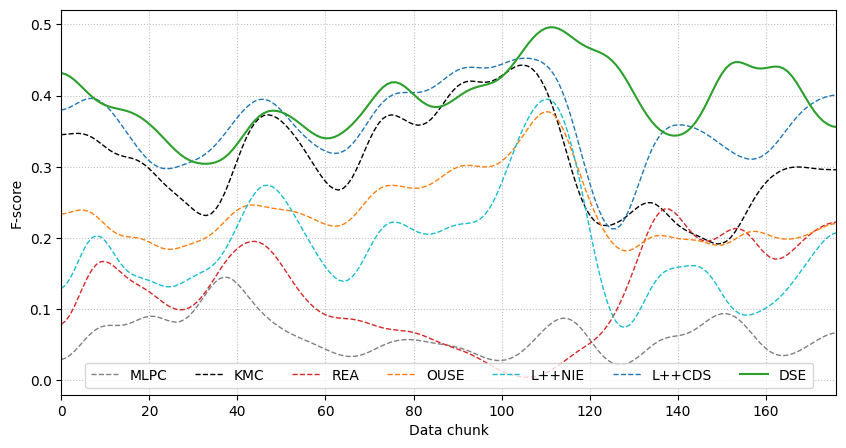 0.5
0.4
0.3
0.2
0.1
0.0
F-score
MLPC KMC REA OUSE L++NIE L++CDS DSE
0 20 40 60 80 100 120 140 160
Data chunk